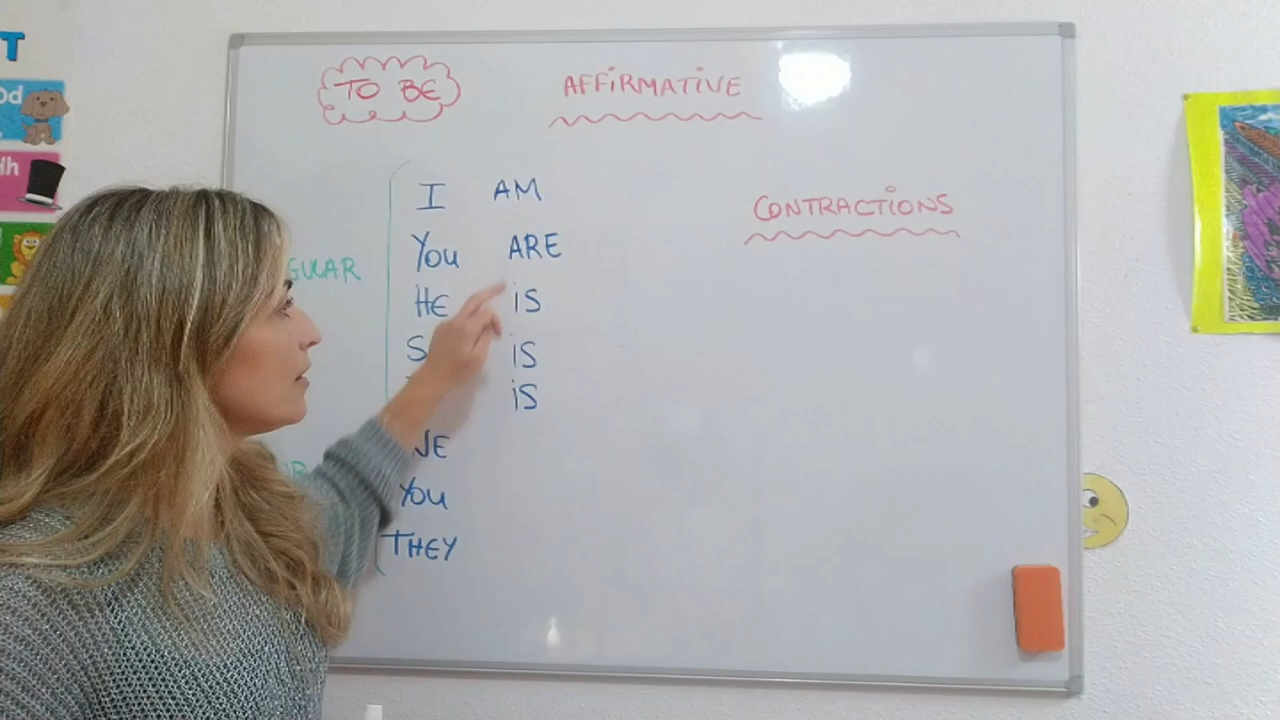 TO BE AFFIRMATIVE
CONTRACTIONS
I AM
YOU ARE
HE iS
iS
iS
YOU
THEY